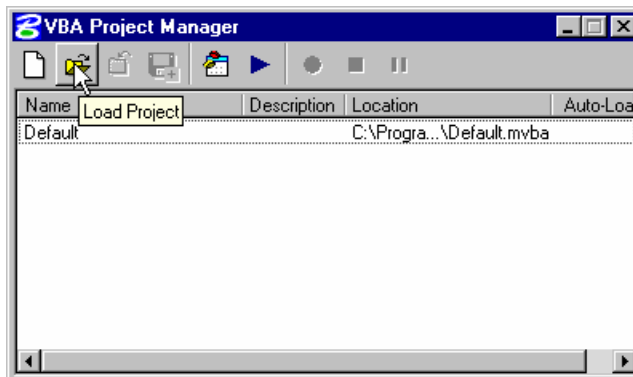 VBA Project Manager
Name Description Location Auto-Loa
Load Project
Default C:\Progra...\Default.mvba